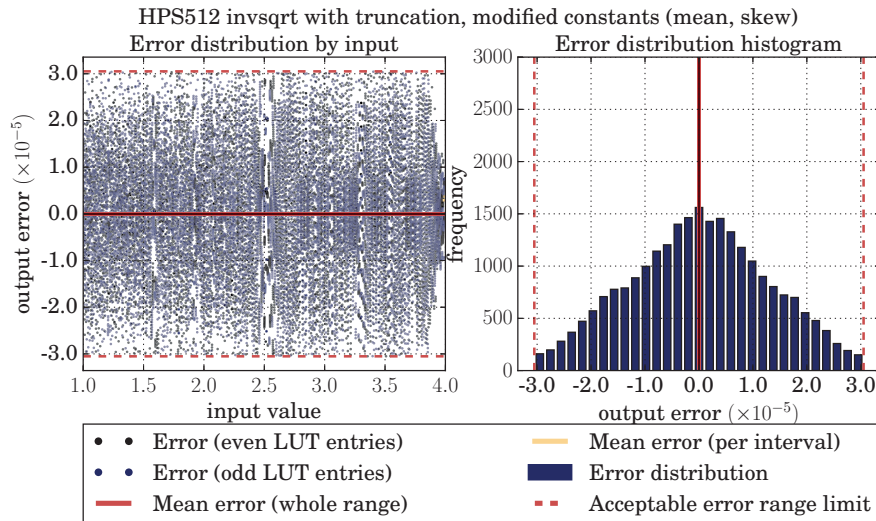 HPS512 invsqrt with truncation, modified constants (mean, skew)
Error distribution by input
Error distribution histogram
output error (×10⁻⁵)
3.0
2.0
1.0
0.0
-1.0
-2.0
-3.0
1.0 1.5 2.0 2.5 3.0 3.5 4.0
input value
frequency
3000
2500
2000
1500
1000
500
0
-3.0 -1.0 0.0 1.0 3.0
output error (×10⁻⁵)
Error (even LUT entries)
Error (odd LUT entries)
Mean error (whole range)
Mean error (per interval)
Error distribution
Acceptable error range limit